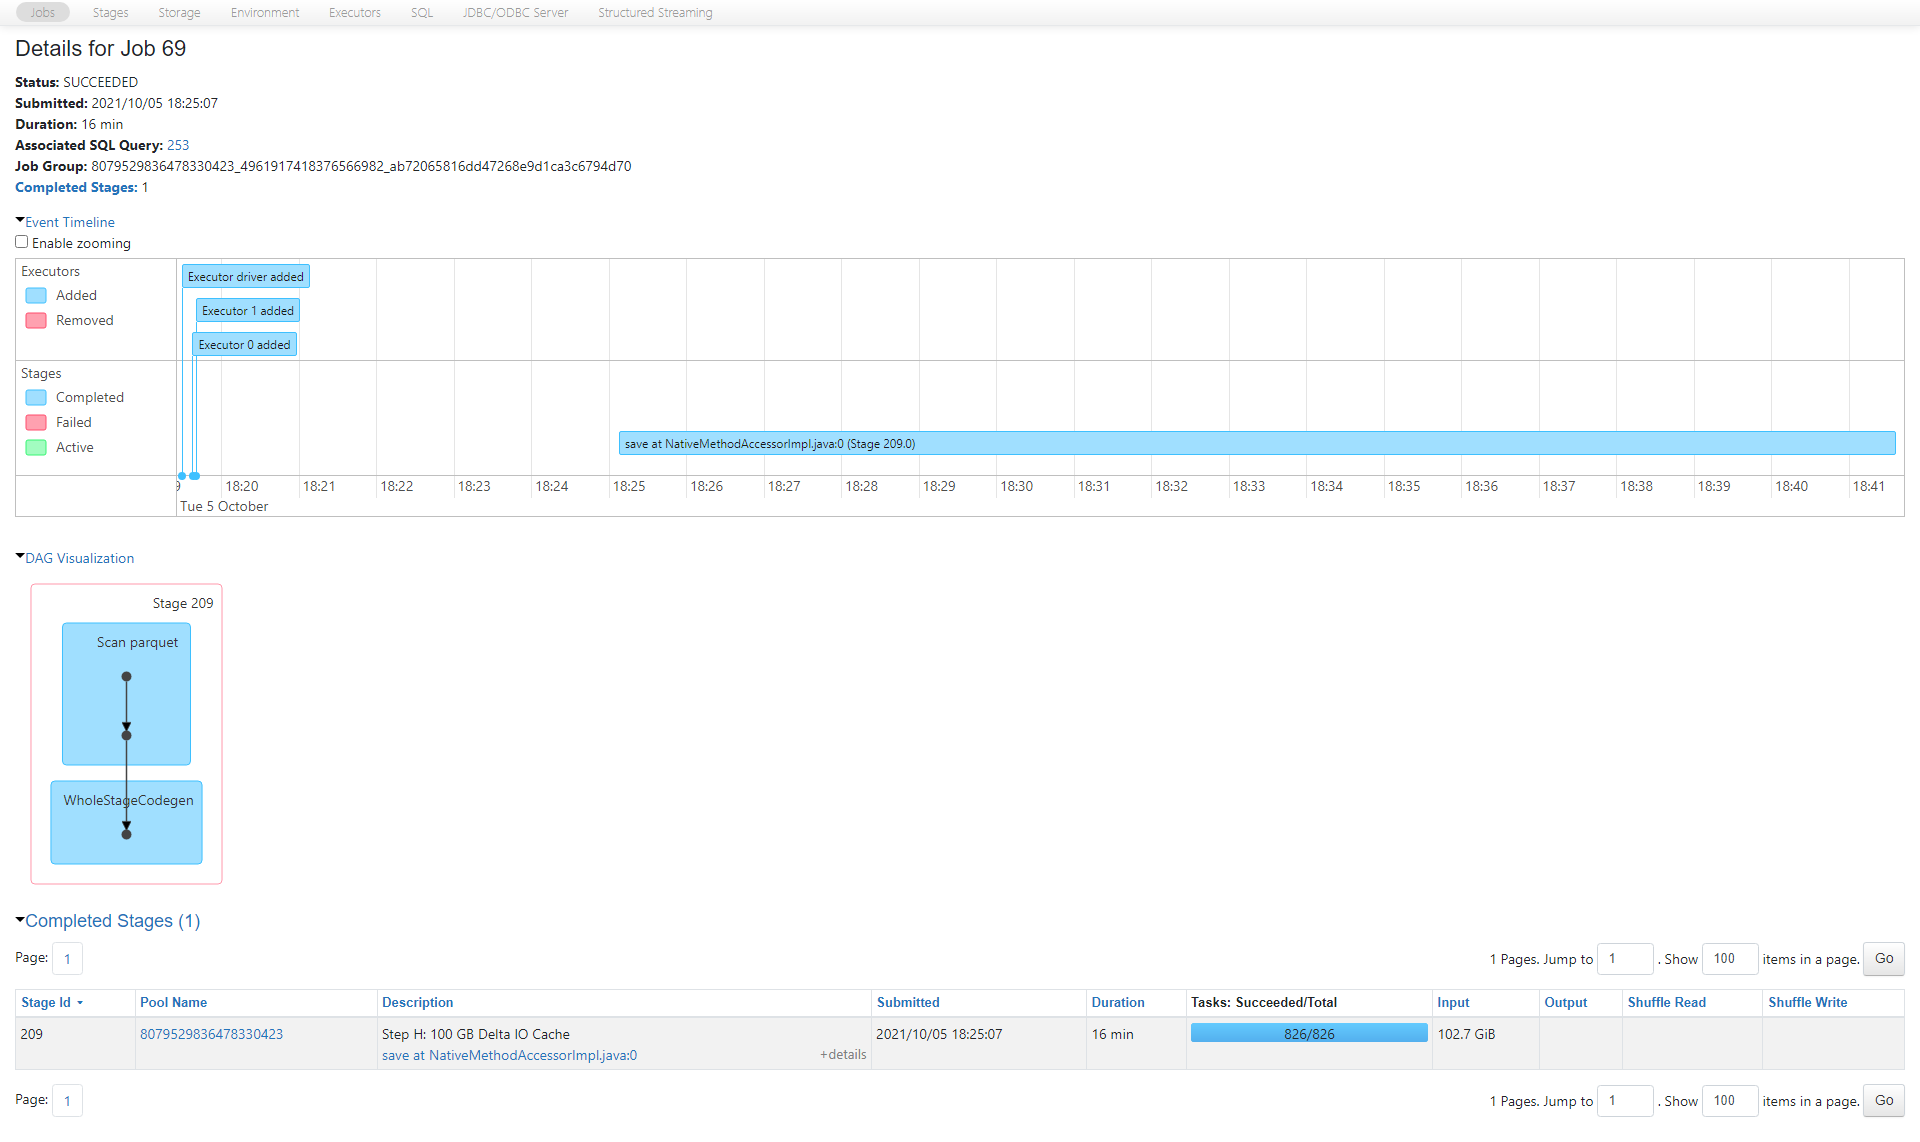 Jobs Stages Storage Environment Executors SQL JDBC/ODBC Server Structured Streaming
Details for Job 69
Status: SUCCEEDED
Submitted: 2021/10/05 18:25:07
Duration: 16 min
Associated SQL Query: 253
Job Group: 8079529836478330423_4961917418376566982_ab72065816dd47268e9d1ca3c6794d70
Completed Stages: 1
Event Timeline
Enable zooming
Executors
Added
Removed
Executor driver added
Executor 1 added
Executor 0 added
Stages
Completed
Failed
Active
save at NativeMethodAccessorImpl.java:0 (Stage 209.0)
9 18:20 18:21 18:22 18:23 18:24 18:25 18:26 18:27 18:28 18:29 18:30 18:31 18:32 18:33 18:34 18:35 18:36 18:37 18:38 18:39 18:40 18:41
Tue 5 October
DAG Visualization
Stage 209
Scan parquet
WholeStageCodegen
Completed Stages (1)
Page: 1 1 Pages. Jump to 1 . Show 100 items in a page. Go
Stage Id Pool Name Description Submitted Duration Tasks: Succeeded/Total Input Output Shuffle Read Shuffle Write
209 8079529836478330423 Step H: 100 GB Delta IO Cache 2021/10/05 18:25:07 16 min 826/826 102.7 GiB
save at NativeMethodAccessorImpl.java:0 +details
Page: 1 1 Pages. Jump to 1 . Show 100 items in a page. Go